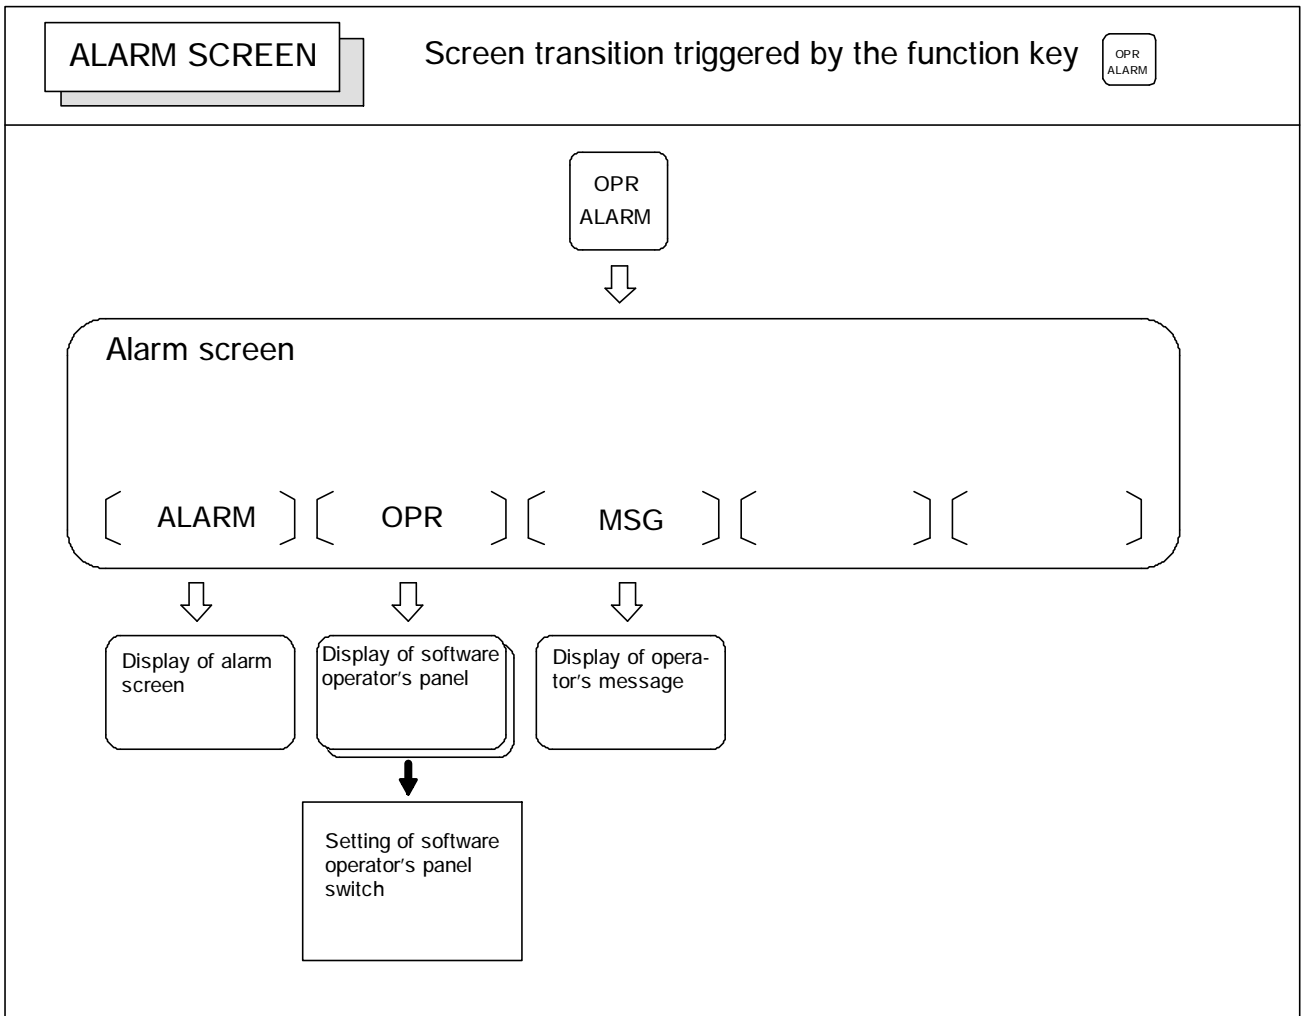 ALARM SCREEN
Screen transition triggered by the function key
OPR
ALARM
OPR
ALARM
Alarm screen
ALARM
OPR
MSG
Display of alarm
screen
Display of software
operator's panel
Display of opera-
tor's message
Setting of software
operator's panel
switch